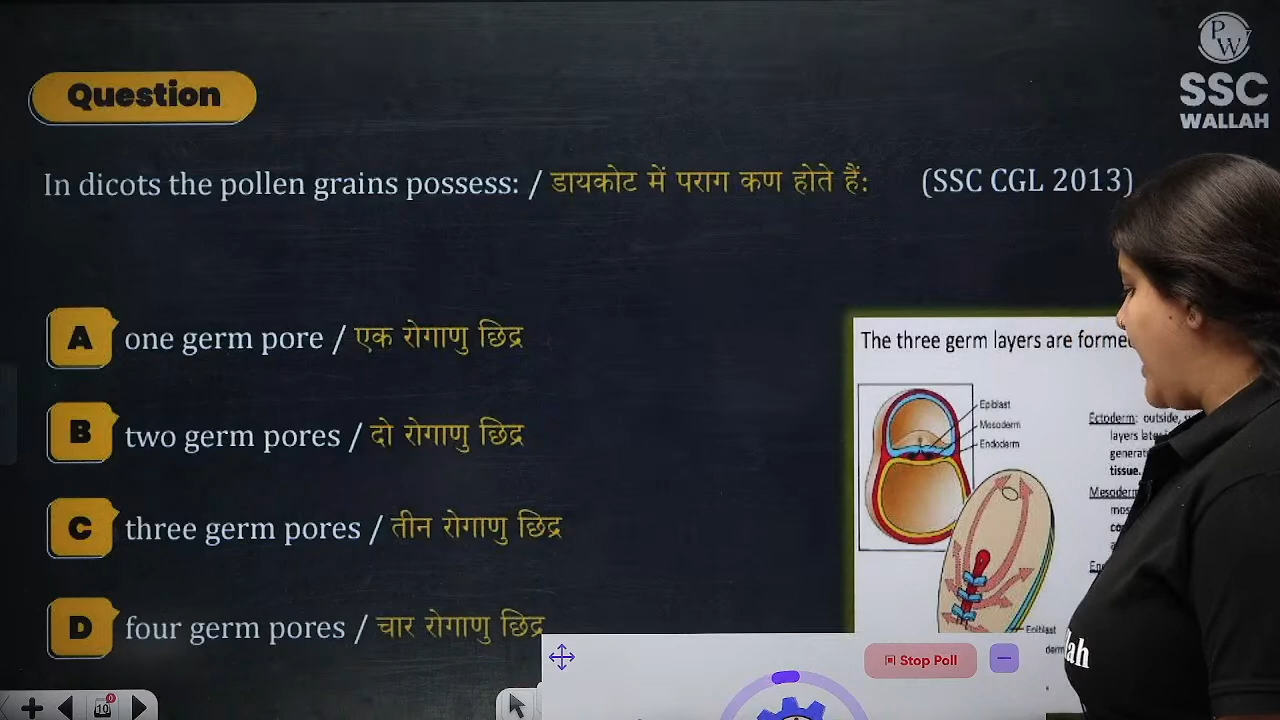 PW
SSC
WALLAH
Question
In dicots the pollen grains possess: / डायकोट में पराग कण होते हैं: (SSC CGL 2013)
A one germ pore / एक रोगाणु छिद्र
B two germ pores / दो रोगाणु छिद्र
C three germ pores / तीन रोगाणु छिद्र
D four germ pores / चार रोगाणु छिद्र
The three germ layers are
Epiblast
Mesoderm
Endoderm
Ectoderm: outside,
layers
tissue.
Epiblast
Stop Poll
10